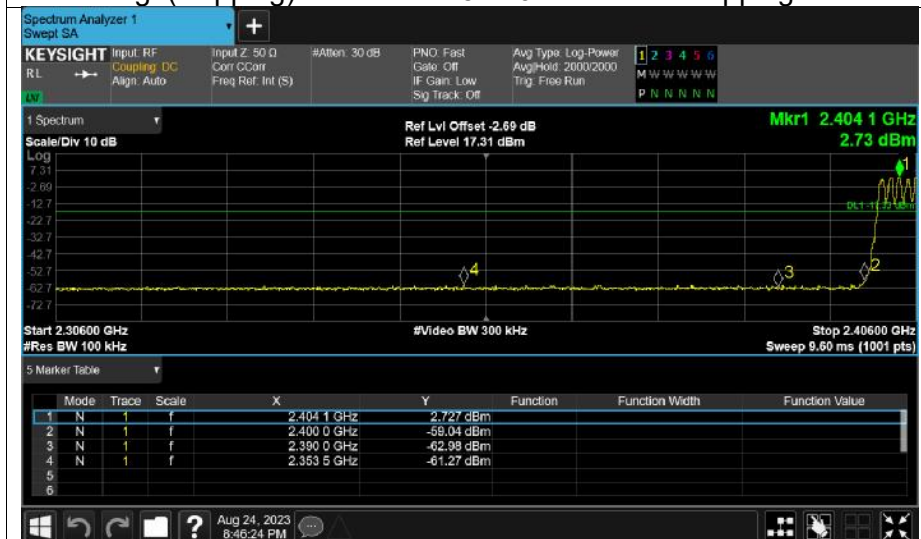 Spectrum Analyzer 1
Swept SA
+
KEYSIGHT Input: RF Input Z: 50 Ω #Atten: 30 dB PNO: Fast Avg Type: Log-Power 1 2 3 4 5 6
RL Coupling: DC Corr CCorr Gate: Off Avg|Hold: 2000/2000 M W W W W W
Align: Auto Freq Ref: Int (S) IF Gain: Low Trig: Free Run
Sig Track: Off P N N N N N
1 Spectrum Ref Lvl Offset -2.69 dB Mkr1 2.404 1 GHz
Scale/Div 10 dB Ref Level 17.31 dBm 2.73 dBm
Log
7.31
-2.69
-12.7
-22.7
-32.7
-42.7
-52.7
-62.7
-72.7
1
2
3
4
Start 2.30600 GHz #Video BW 300 kHz Stop 2.40600 GHz
#Res BW 100 kHz Sweep 9.60 ms (1001 pts)
5 Marker Table
Mode Trace Scale X Y Function Function Width Function Value
1 N 1 f 2.404 1 GHz 2.727 dBm
2 N 1 f 2.400 0 GHz -59.04 dBm
3 N 1 f 2.390 0 GHz -62.98 dBm
4 N 1 f 2.353 5 GHz -61.27 dBm
5
6
? Aug 24, 2023
8:46:24 PM